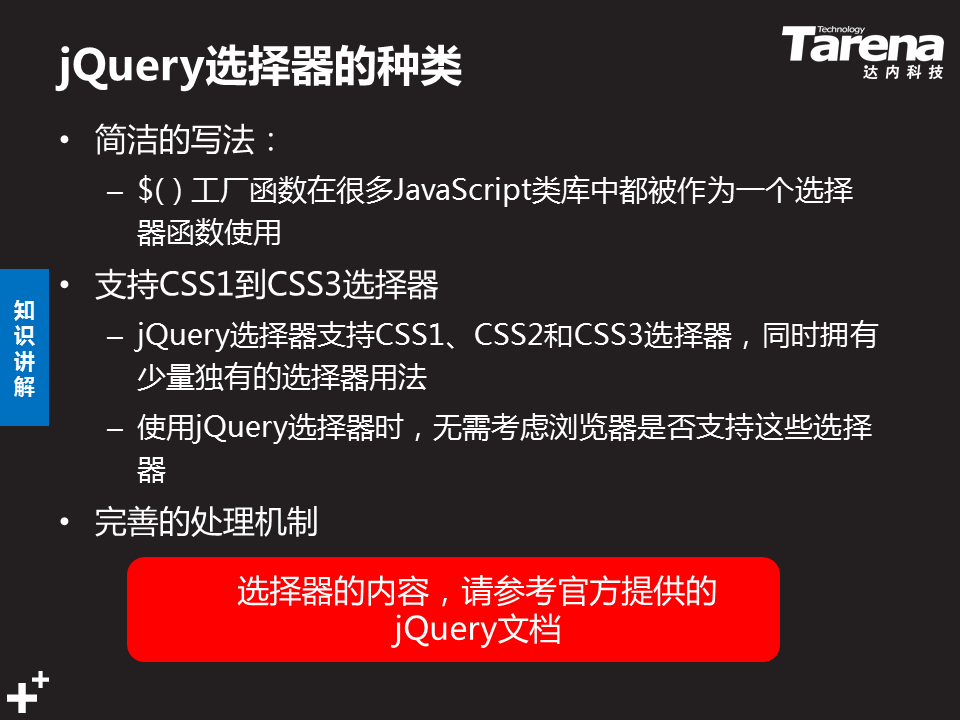 jQuery选择器的种类
Technology
Tarena
达内科技
• 简洁的写法：
– $( ) 工厂函数在很多JavaScript类库中都被作为一个选择
器函数使用
• 支持CSS1到CSS3选择器
– jQuery选择器支持CSS1、CSS2和CSS3选择器，同时拥有
少量独有的选择器用法
– 使用jQuery选择器时，无需考虑浏览器是否支持这些选择
器
• 完善的处理机制
知
识
讲
解
选择器的内容，请参考官方提供的
jQuery文档